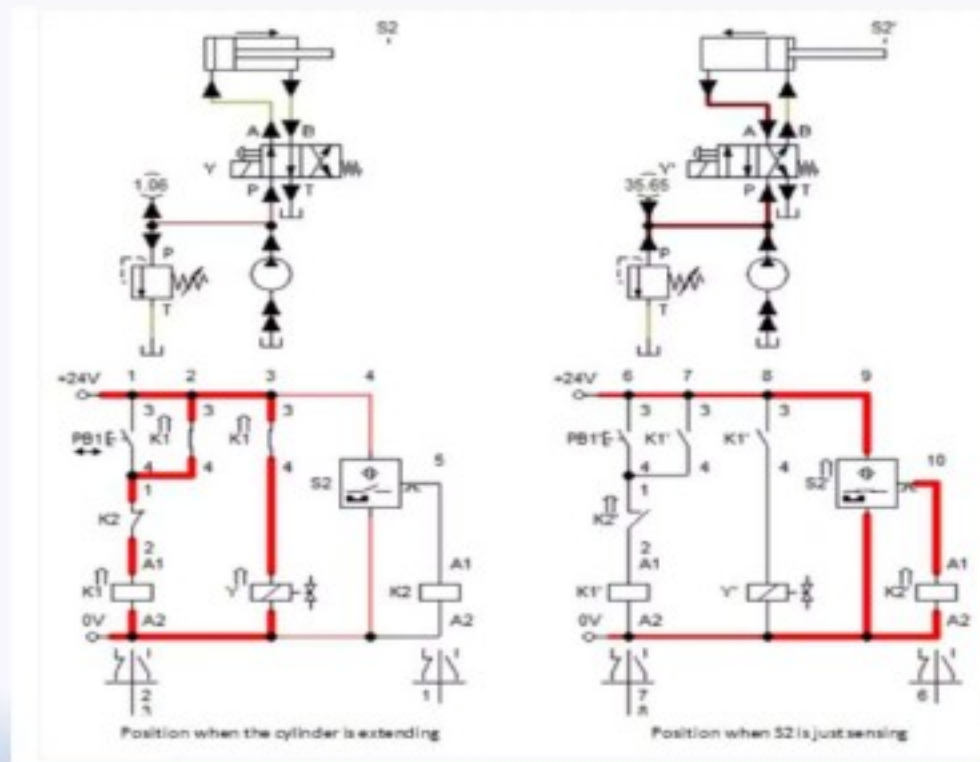 S2
S2'
A B
A B
Y
Y'
P T
P T
1.06
35.65
P
P
T
T
1 2 3 4
6 7 8 9
+24V
+24V
3 3 3
3 3 3
PB1 K1 K1
PB1' K1' K1'
4 4 4
4 4 4
S2 5
S2' 10
1
1
K2
K2'
2
2
A1 A1
A1 A1
K1 Y K2
K1' Y' K2'
0V A2 A2
0V A2 A2
2 1
7 6
3
8
Position when the cylinder is extending
Position when S2 is just sensing